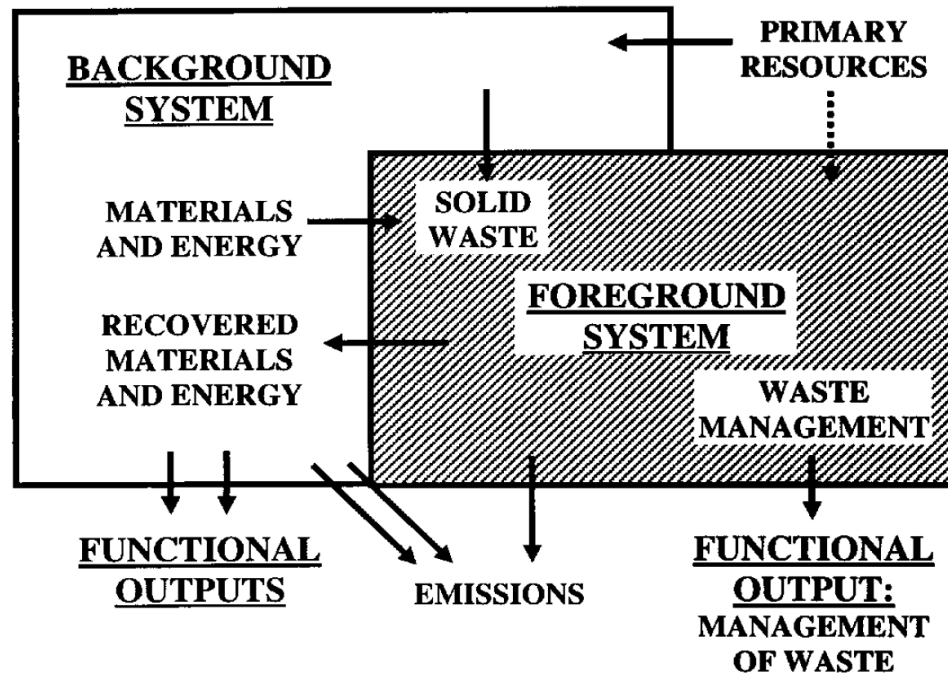 PRIMARY
RESOURCES
BACKGROUND
SYSTEM
MATERIALS
AND ENERGY
SOLID
WASTE
FOREGROUND
SYSTEM
RECOVERED
MATERIALS
AND ENERGY
WASTE
MANAGEMENT
FUNCTIONAL
OUTPUTS
EMISSIONS
FUNCTIONAL
OUTPUT:
MANAGEMENT
OF WASTE